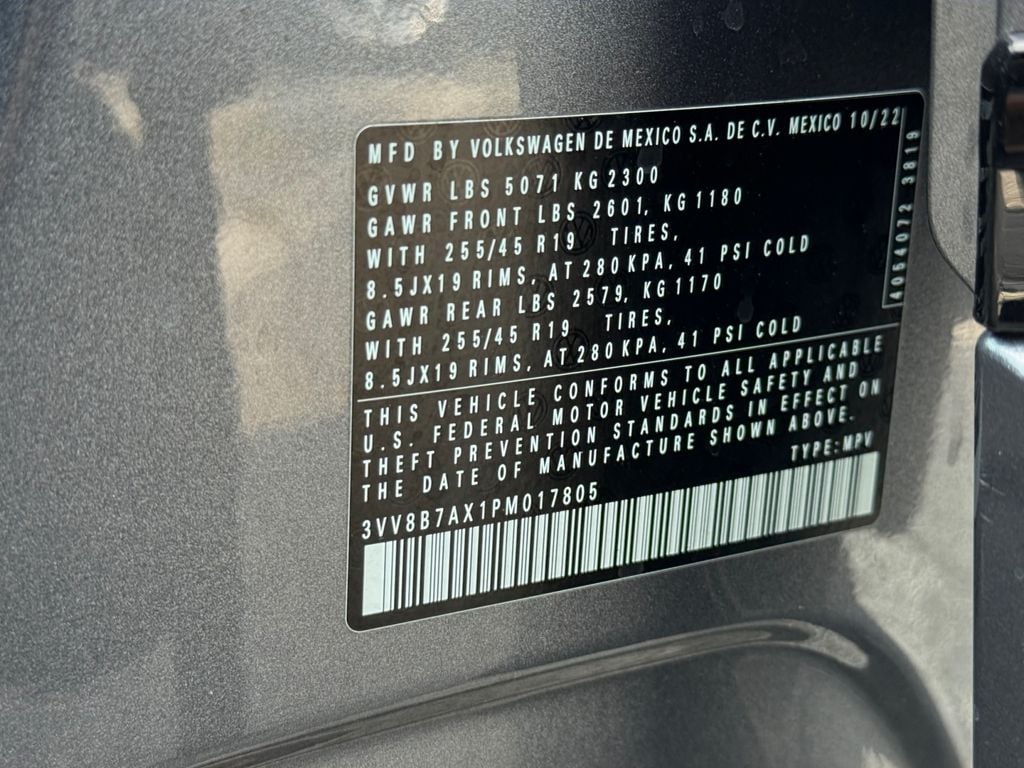 MFD BY VOLKSWAGEN DE MEXICO S.A. DE C.V. MEXICO 10/22
GVWR LBS 5071 KG 2300
GAWR FRONT LBS 2601, KG 1180
WITH 255/45 R19 TIRES,
8.5JX19 RIMS, AT 280 KPA, 41 PSI COLD
GAWR REAR LBS 2579, KG 1170
WITH 255/45 R19 TIRES,
8.5JX19 RIMS, AT 280 KPA, 41 PSI COLD
4054072 3819
THIS VEHICLE CONFORMS TO ALL APPLICABLE
U.S. FEDERAL MOTOR VEHICLE SAFETY AND
THEFT PREVENTION STANDARDS IN EFFECT ON
THE DATE OF MANUFACTURE SHOWN ABOVE.
TYPE: MPV
3VV8B7AX1PM017805